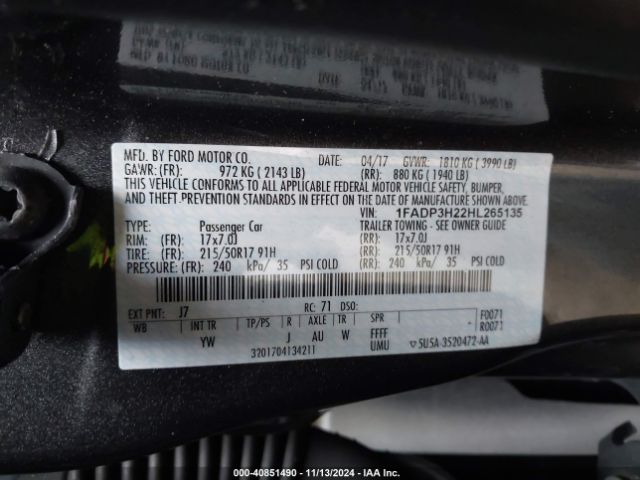 MFD. BY FORD MOTOR CO. DATE: 04/17 GVWR: 1810 KG ( 3990 LB)
GAWR: (FR): 972 KG ( 2143 LB) (RR): 880 KG ( 1940 LB)
THIS VEHICLE CONFORMS TO ALL APPLICABLE FEDERAL MOTOR VEHICLE SAFETY, BUMPER,
AND THEFT PREVENTION STANDARDS IN EFFECT ON THE DATE OF MANUFACTURE SHOWN ABOVE.
VIN: 1FADP3H22HL265135
TYPE: Passenger Car TRAILER TOWING - SEE OWNER GUIDE
RIM: (FR): 17x7.0J (RR): 17x7.0J
TIRE: (FR): 215/50R17 91H (RR): 215/50R17 91H
PRESSURE: (FR): 240 kPa/ 35 PSI COLD (RR): 240 kPa/ 35 PSI COLD
EXT PNT: J7 RC: 71 DSO: F0071
WB INT TR TP/PS R AXLE TR SPR R0071
YW J AU W FFFF
UMU
3201704134211 5U5A-3520472-AA
000-40851490 - 11/13/2024 - IAA Inc.